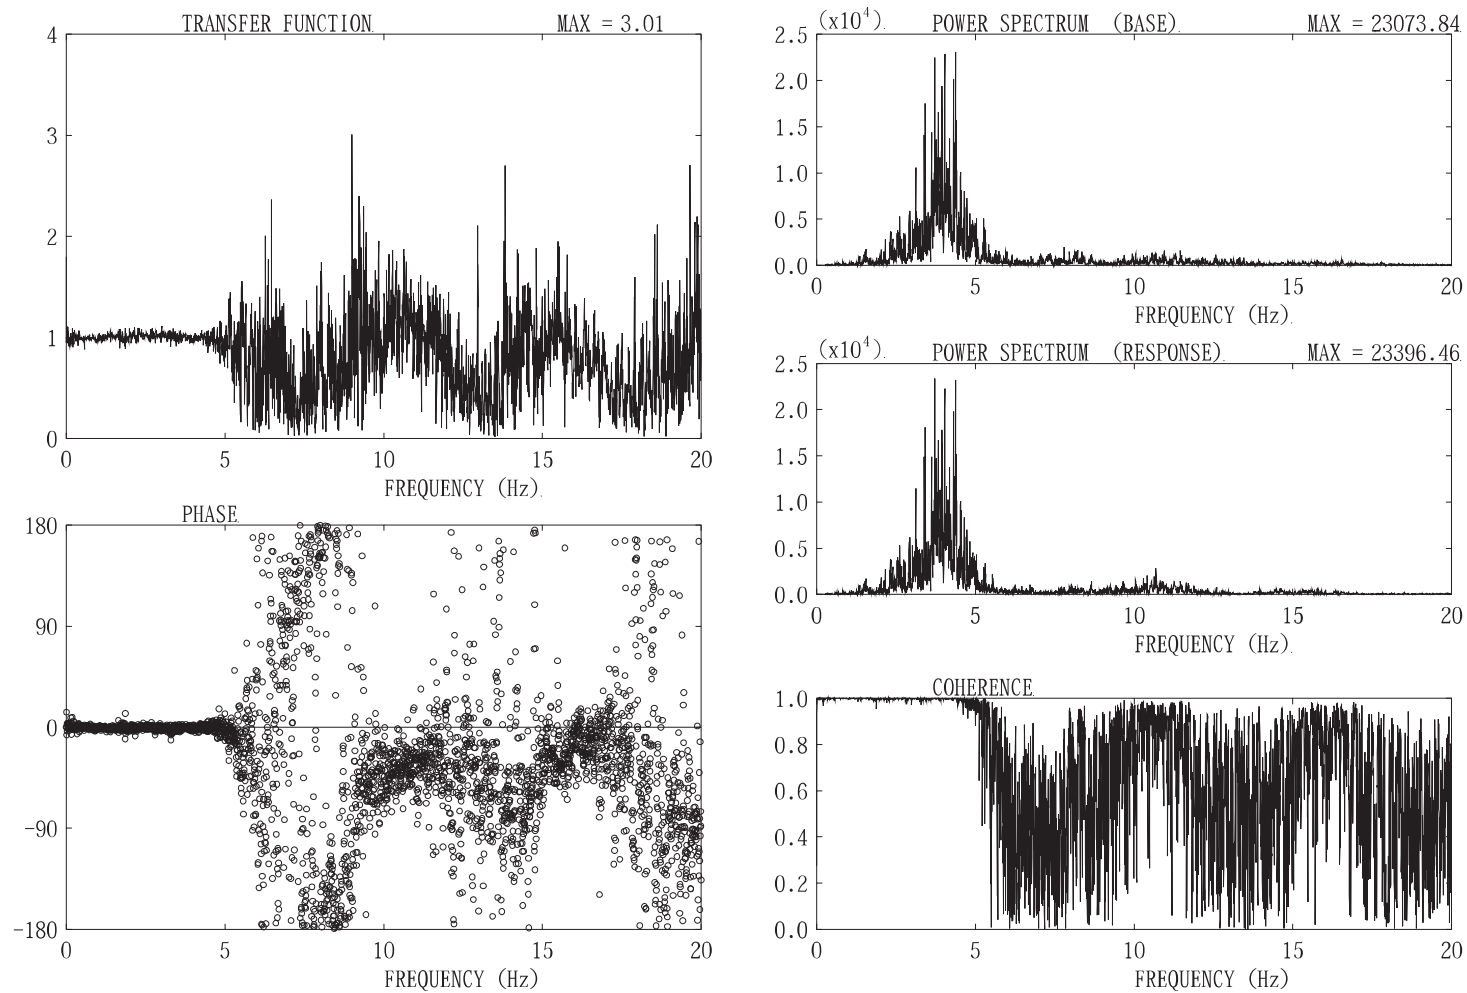 TRANSFER FUNCTION. MAX = 3.01
4
3
2
1
0
0 5 10 15 20
FREQUENCY (Hz).
PHASE.
180
90
0
-90
-180
0 5 10 15 20
FREQUENCY (Hz)
(x10⁴). POWER SPECTRUM (BASE). MAX = 23073.84
2.5
2.0
1.5
1.0
0.5
0.0
0 5 10 15 20
FREQUENCY (Hz).
(x10⁴). POWER SPECTRUM (RESPONSE). MAX = 23396.46
2.5
2.0
1.5
1.0
0.5
0.0
0 5 10 15 20
FREQUENCY (Hz).
COHERENCE.
1.0
0.8
0.6
0.4
0.2
0.0
0 5 10 15 20
FREQUENCY (Hz)